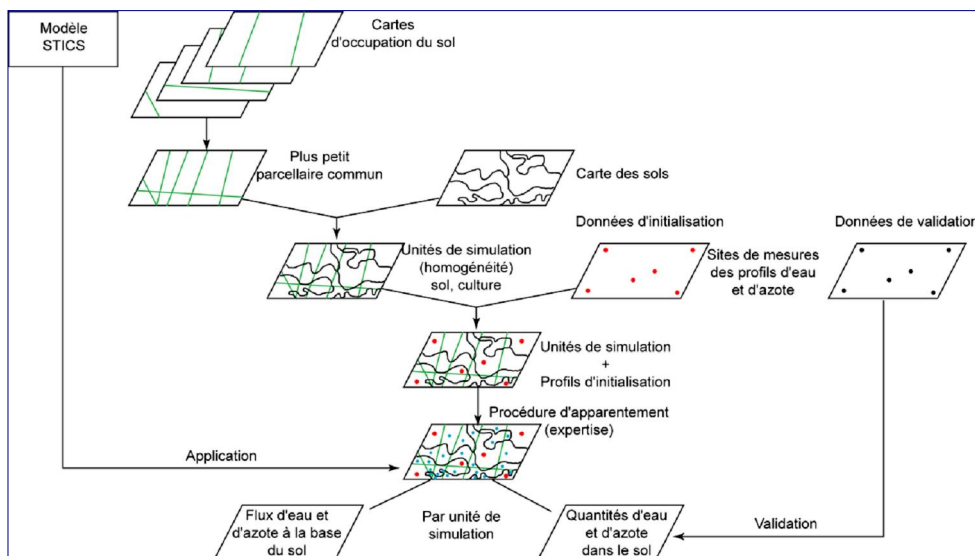 Modèle
STICS
Cartes
d'occupation du sol
Plus petit
parcellaire commun
Carte des sols
Données d'initialisation
Données de validation
Unités de simulation
(homogénéité)
sol, culture
Sites de mesures
des profils d'eau
et d'azote
Unités de simulation
+
Profils d'initialisation
Procédure d'apparentement
(expertise)
Application
Flux d'eau et
d'azote à la base
du sol
Par unité de
simulation
Quantités d'eau
et d'azote
dans le sol
Validation